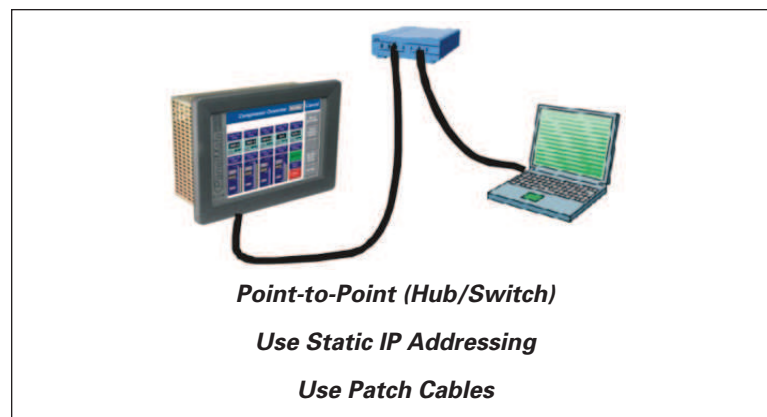 Point-to-Point (Hub/Switch)
Use Static IP Addressing
Use Patch Cables